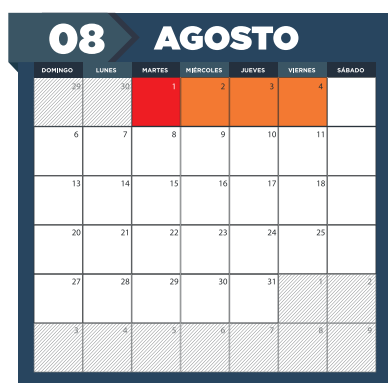 08 AGOSTO
DOMINGO LUNES MARTES MIÉRCOLES JUEVES VIERNES SÁBADO
29 30 1 2 3 4
6 7 8 9 10 11
13 14 15 16 17 18
20 21 22 23 24 25
27 28 29 30 31 1 2
3 4 5 6 7 8 9